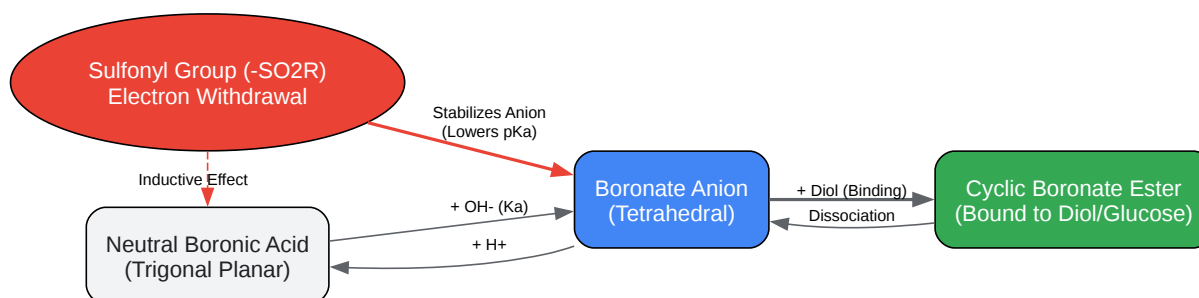 Sulfonyl Group (-SO2R)
Electron Withdrawal
Stabilizes Anion
(Lowers pKa)
Inductive Effect
Neutral Boronic Acid
(Trigonal Planar)
+ OH- (Ka)
+ H+
Boronate Anion
(Tetrahedral)
+ Diol (Binding)
Dissociation
Cyclic Boronate Ester
(Bound to Diol/Glucose)